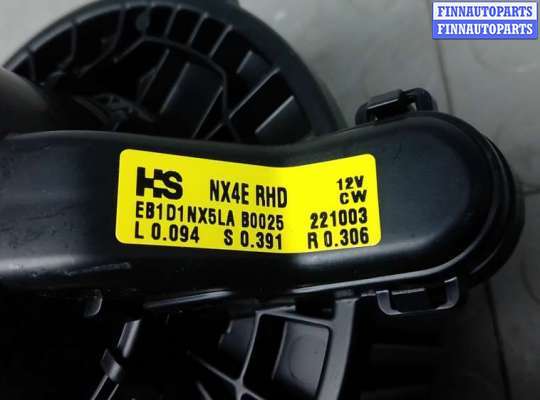 FINNAUTOPARTS
FINNAUTOPARTS
HS NX4E RHD 12V
CW
EB1D1NX5LA B0025 221003
L 0.094 S 0.391 R 0.306